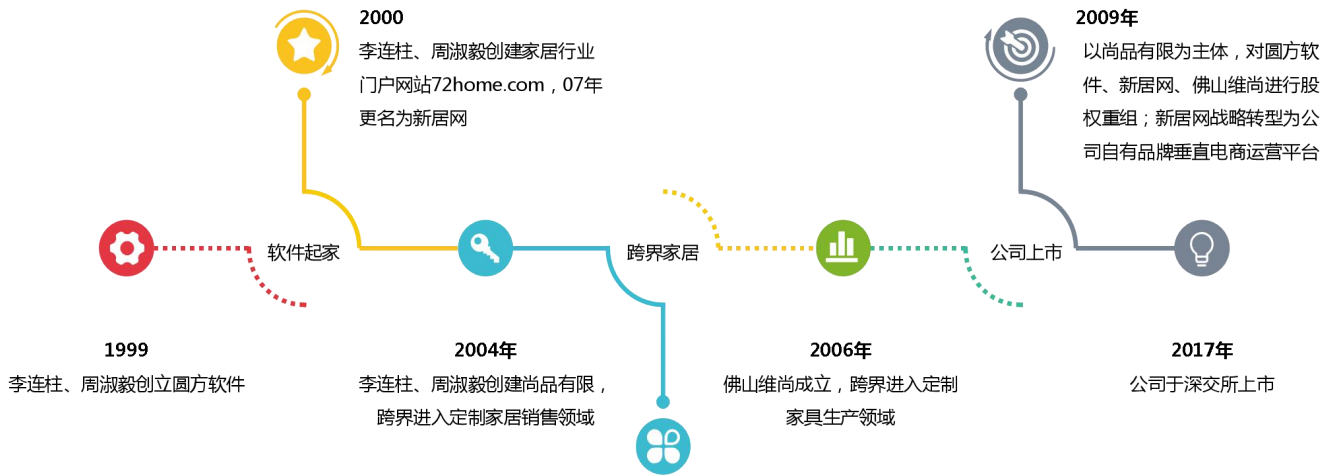 2000
李连柱、周淑毅创建家居行业
门户网站72home.com，07年
更名为新居网
2009年
以尚品有限为主体，对圆方软
件、新居网、佛山维尚进行股
权重组；新居网战略转型为公
司自有品牌垂直电商运营平台
软件起家
跨界家居
公司上市
1999
李连柱、周淑毅创立圆方软件
2004年
李连柱、周淑毅创建尚品有限，
跨界进入定制家居销售领域
2006年
佛山维尚成立，跨界进入定制
家具生产领域
2017年
公司于深交所上市